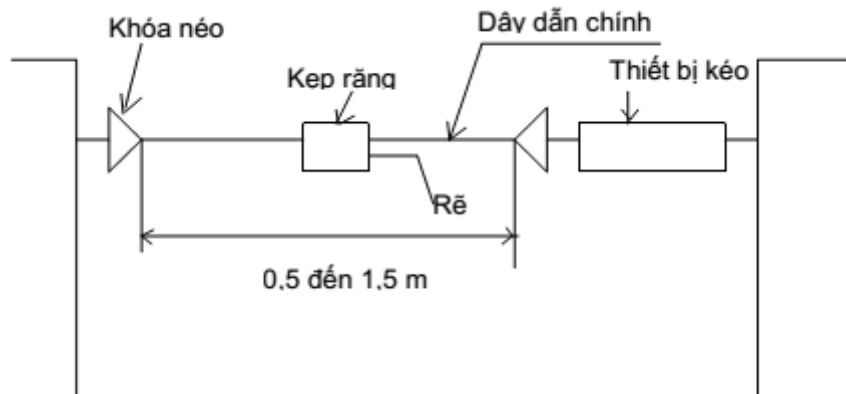 Khóa néo
Dây dẫn chính
Kẹp răng
Thiết bị kéo
Rẽ
0,5 đến 1,5 m